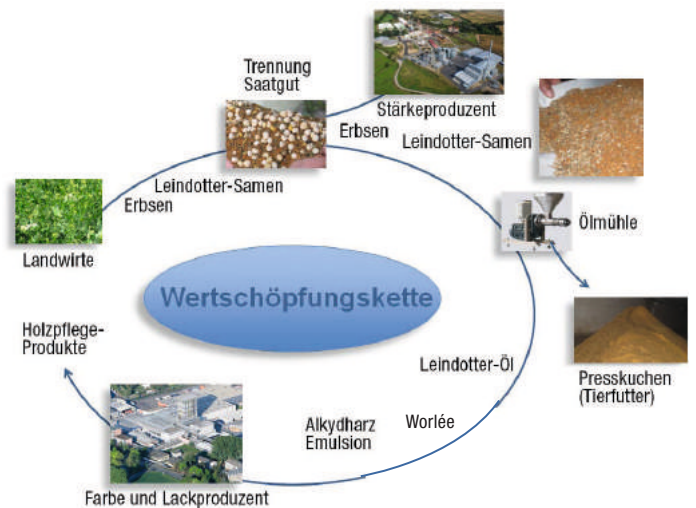 Trennung
Saatgut
Stärkeproduzent
Erbsen
Leindotter-Samen
Leindotter-Samen
Erbsen
Landwirte
Ölmühle
Wertschöpfungskette
Holzpflege-
Produkte
Leindotter-Öl
Presskuchen
(Tierfutter)
Alkydharz
Emulsion
Worlée
Farbe und Lackproduzent